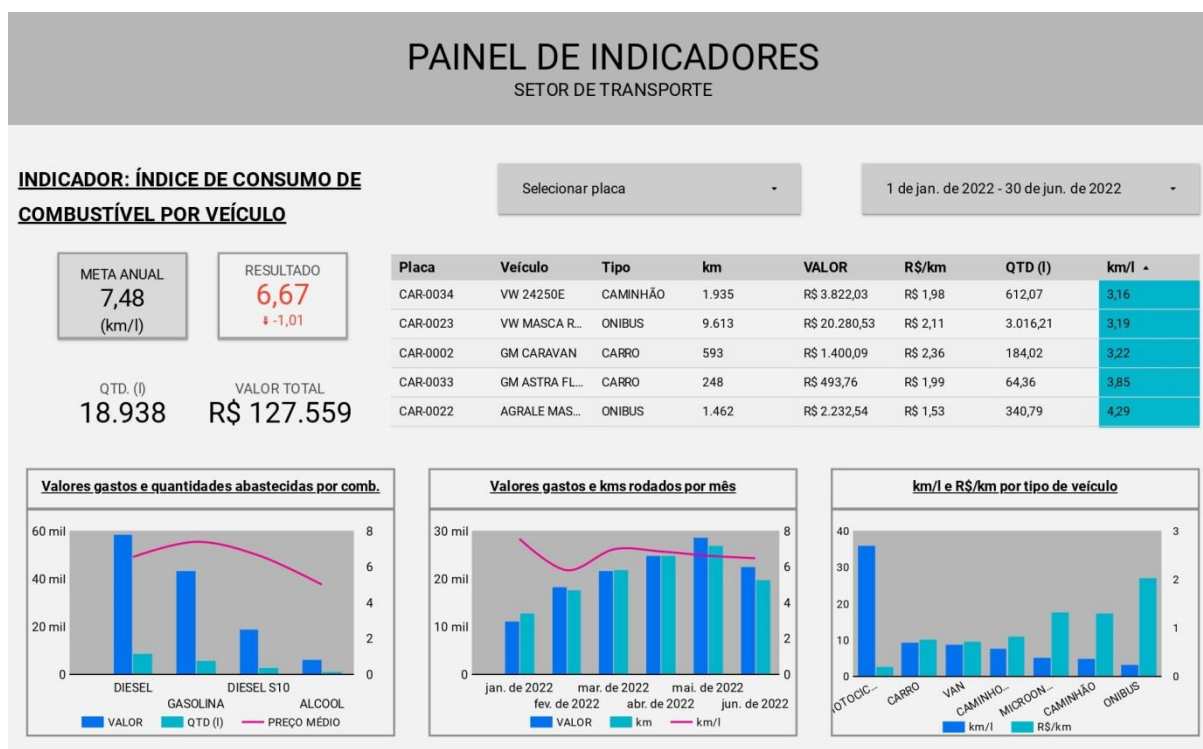 PAINEL DE INDICADORES
SETOR DE TRANSPORTE
INDICADOR: ÍNDICE DE CONSUMO DE
COMBUSTÍVEL POR VEÍCULO
Selecionar placa
1 de jan. de 2022 - 30 de jun. de 2022
META ANUAL
7,48
(km/l)
RESULTADO
6,67
-1,01
QTD. (l)
18.938
VALOR TOTAL
R$ 127.559
Placa Veículo Tipo km VALOR R$/km QTD (l) km/l
CAR-0034 VW 24250E CAMINHÃO 1.935 R$ 3.822,03 R$ 1,98 612,07 3,16
CAR-0023 VW MASCA R... ONIBUS 9.613 R$ 20.280,53 R$ 2,11 3.016,21 3,19
CAR-0002 GM CARAVAN CARRO 593 R$ 1.400,09 R$ 2,36 184,02 3,22
CAR-0033 GM ASTRA FL... CARRO 248 R$ 493,76 R$ 1,99 64,36 3,85
CAR-0022 AGRALE MAS... ONIBUS 1.462 R$ 2.232,54 R$ 1,53 340,79 4,29
Valores gastos e quantidades abastecidas por comb.
60 mil
40 mil
20 mil
0
8
6
4
2
0
DIESEL
GASOLINA
DIESEL S10
ALCOOL
VALOR QTD (l) PREÇO MÉDIO
Valores gastos e kms rodados por mês
30 mil
20 mil
10 mil
0
8
6
4
2
0
jan. de 2022
fev. de 2022
mar. de 2022
abr. de 2022
mai. de 2022
jun. de 2022
VALOR km km/l
km/l e R$/km por tipo de veículo
40
30
20
10
0
3
2
1
0
OTOCIC...
CARRO
VAN
CAMINHO...
MICROON...
CAMINHÃO
ONIBUS
km/l R$/km